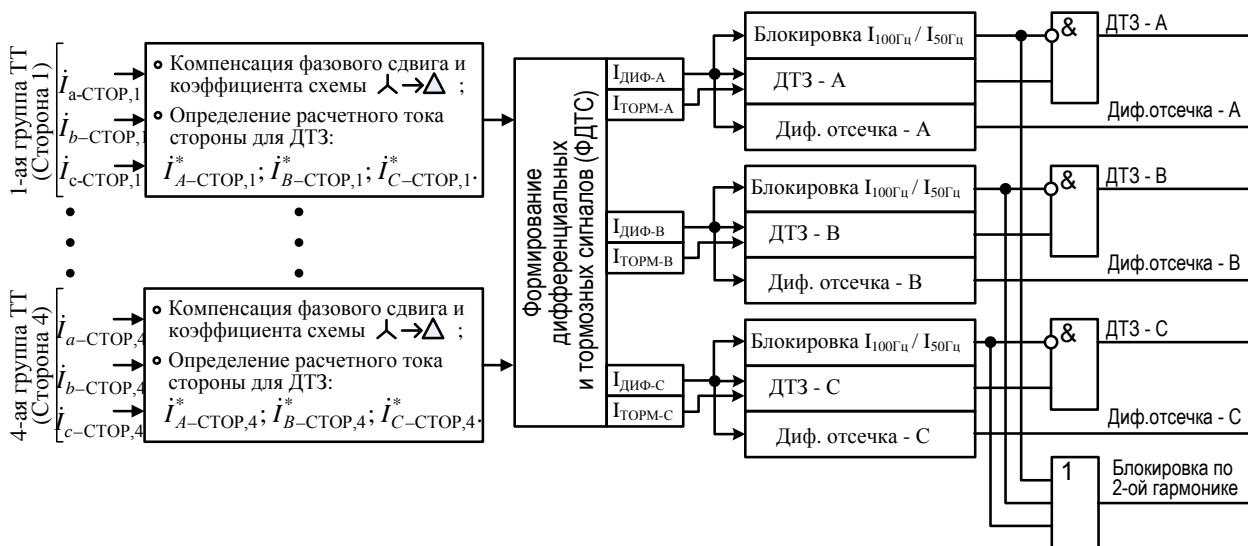 1-ая группа ТТ
(Сторона 1)
İa-СТОР,1
İb–СТОР,1
İc-СТОР,1
Компенсация фазового сдвига и
коэффициента схемы → ;
Определение расчетного тока
стороны для ДТЗ:
İ*A–СТОР,1; İ*B–СТОР,1; İ*C–СТОР,1.
4-ая группа ТТ
(Сторона 4)
İa–СТОР,4
İb–СТОР,4
İc–СТОР,4
Компенсация фазового сдвига и
коэффициента схемы → ;
Определение расчетного тока
стороны для ДТЗ:
İ*A–СТОР,4; İ*B–СТОР,4; İ*C–СТОР,4.
Формирование
дифференциальных
и тормозных сигналов (ФДТС)
IДИФ-А
IТОРМ-А
IДИФ-В
IТОРМ-В
IДИФ-С
IТОРМ-С
Блокировка I100Гц / I50Гц
ДТЗ - А
Диф. отсечка - А
Блокировка I100Гц / I50Гц
ДТЗ - В
Диф. отсечка - В
Блокировка I100Гц / I50Гц
ДТЗ - С
Диф. отсечка - С
&
ДТЗ - А
Диф.отсечка - А
&
ДТЗ - В
Диф.отсечка - В
&
ДТЗ - С
Диф.отсечка - С
1
Блокировка по
2-ой гармонике